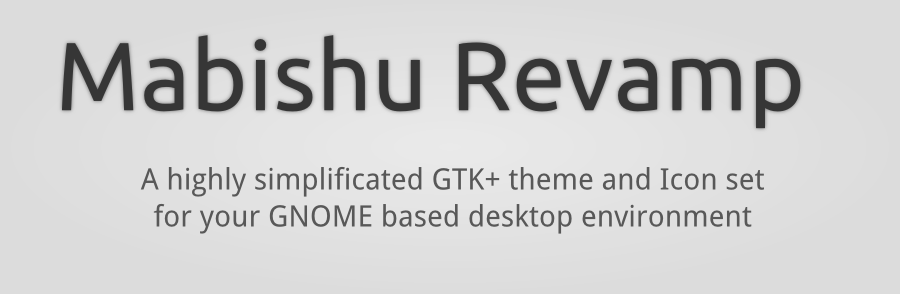 Mabishu Revamp
A highly simplificated GTK+ theme and Icon set
for your GNOME based desktop environment